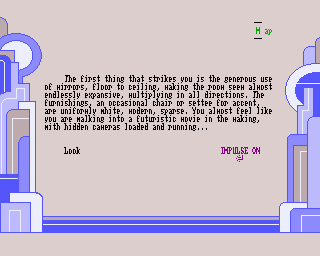 M ap
The first thing that strikes you is the generous use
of mirrors, floor to ceiling, making the room seem almost
endlessly expansive, multiplying in all directions. The
furnishings, an occasional chair or settee for accent,
are uniformly white, modern, sparse. You almost feel like
you are walking into a futuristic movie in the making,
with hidden cameras loaded and running...
Look
IMPULSE ON